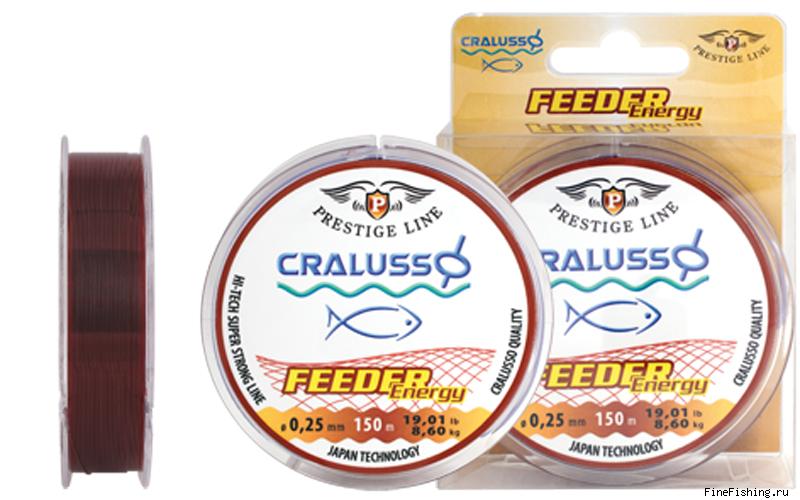 PRESTIGE LINE
CRALUSSO
HI-TECH SUPER STRONG LINE
CRALUSSO QUALITY
FEEDER
Energy
ø 0,25 mm 150 m 19,01 lb
8,60 kg
JAPAN TECHNOLOGY
CRALUSSO
P
PRESTIGE LINE
FEEDER
Energy
P
PRESTIGE LINE
RALUSSO
CRALUSSO QUALITY
FEEDER
Energy
ø 0,25 mm 150 m 19,01 lb
8,60 kg
JAPAN TECHNOLOGY
FineFishing.ru